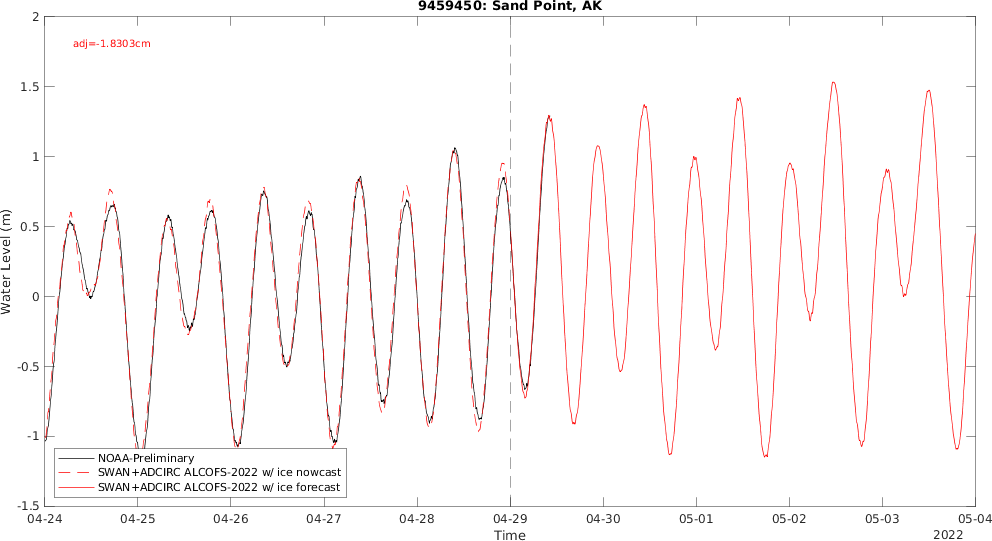 9459450: Sand Point, AK
adj=-1.8303cm
2
1.5
1
0.5
0
-0.5
-1
-1.5
Water Level (m)
NOAA-Preliminary
SWAN+ADCIRC ALCOFS-2022 w/ ice nowcast
SWAN+ADCIRC ALCOFS-2022 w/ ice forecast
04-24 04-25 04-26 04-27 04-28 04-29 04-30 05-01 05-02 05-03 05-04
Time
2022